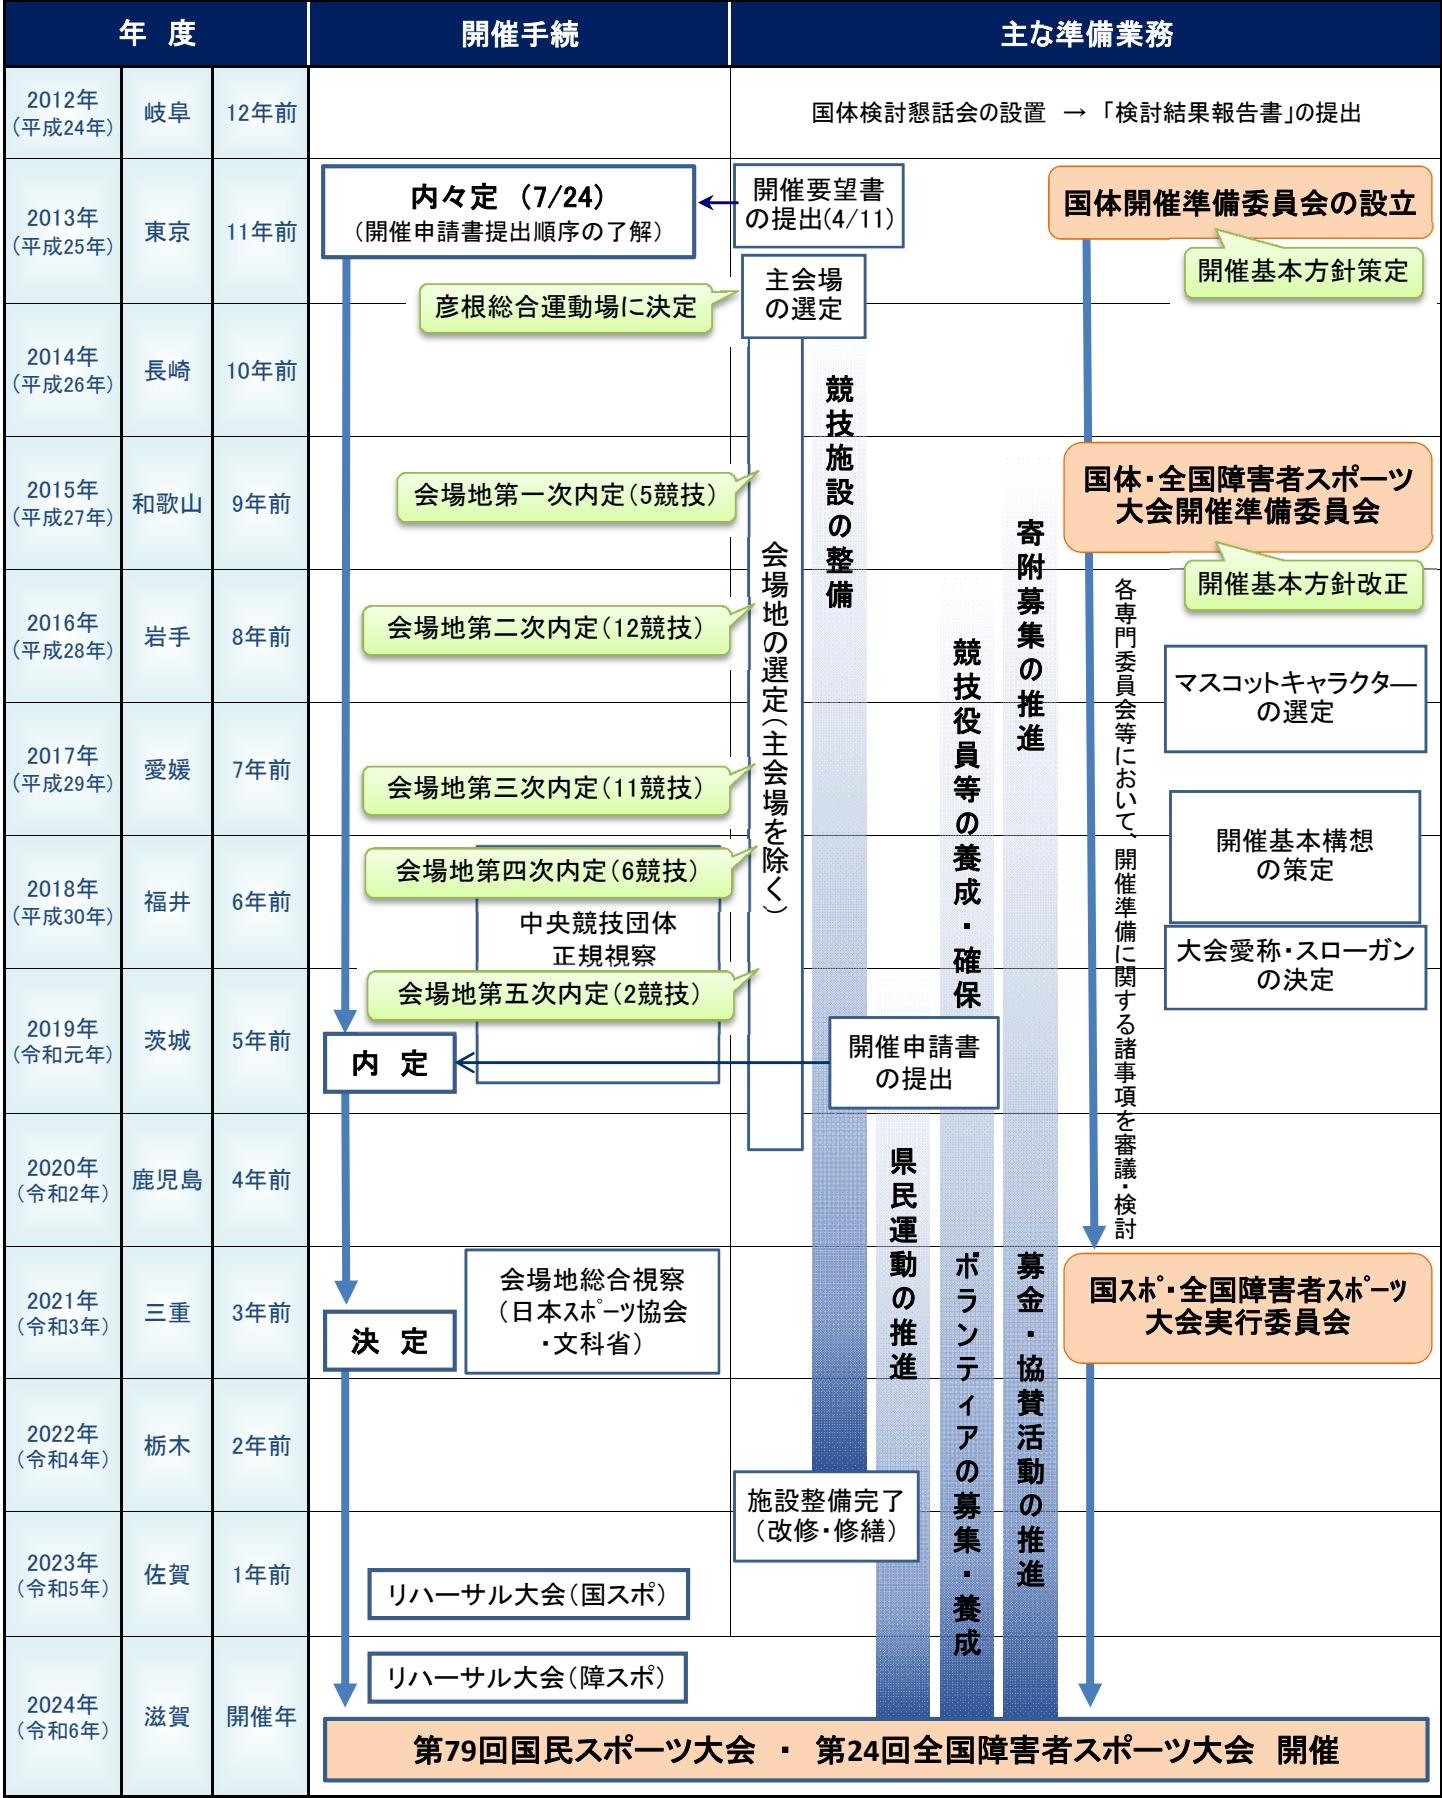 年　度
開催手続
主な準備業務
2012年
（平成24年）
岐阜
12年前
国体検討懇話会の設置　→　「検討結果報告書」の提出
2013年
（平成25年）
東京
11年前
内々定　（7/24）
（開催申請書提出順序の了解）
開催要望書
の提出(4/11)
国体開催準備委員会の設立
開催基本方針策定
彦根総合運動場に決定
主会場
の選定
2014年
（平成26年）
長崎
10年前
競技施設の整備
2015年
（平成27年）
和歌山
9年前
会場地第一次内定（5競技）
会場地の選定（主会場を除く）
寄附募集の推進
国体・全国障害者スポーツ
大会開催準備委員会
開催基本方針改正
2016年
（平成28年）
岩手
8年前
会場地第二次内定（12競技）
競技役員等の養成・確保
各専門委員会等において、開催準備に関する諸事項を審議・検討
マスコットキャラクター
の選定
2017年
（平成29年）
愛媛
7年前
会場地第三次内定（11競技）
開催基本構想
の策定
2018年
（平成30年）
福井
6年前
会場地第四次内定（6競技）
中央競技団体
正規視察
大会愛称・スローガン
の決定
会場地第五次内定（2競技）
2019年
（令和元年）
茨城
5年前
内　定
開催申請書
の提出
2020年
（令和2年）
鹿児島
4年前
県民運動の推進
2021年
（令和3年）
三重
3年前
決　定
会場地総合視察
（日本ｽﾎﾟｰﾂ協会
・文科省）
ボランティアの募集・養成
募金・協賛活動の推進
国ｽﾎﾟ・全国障害者ｽﾎﾟｰﾂ
大会実行委員会
2022年
（令和4年）
栃木
2年前
施設整備完了
（改修・修繕）
2023年
（令和5年）
佐賀
1年前
リハーサル大会（国スポ）
リハーサル大会（障スポ）
2024年
（令和6年）
滋賀
開催年
第79回国民スポーツ大会　・　第24回全国障害者スポーツ大会　開催